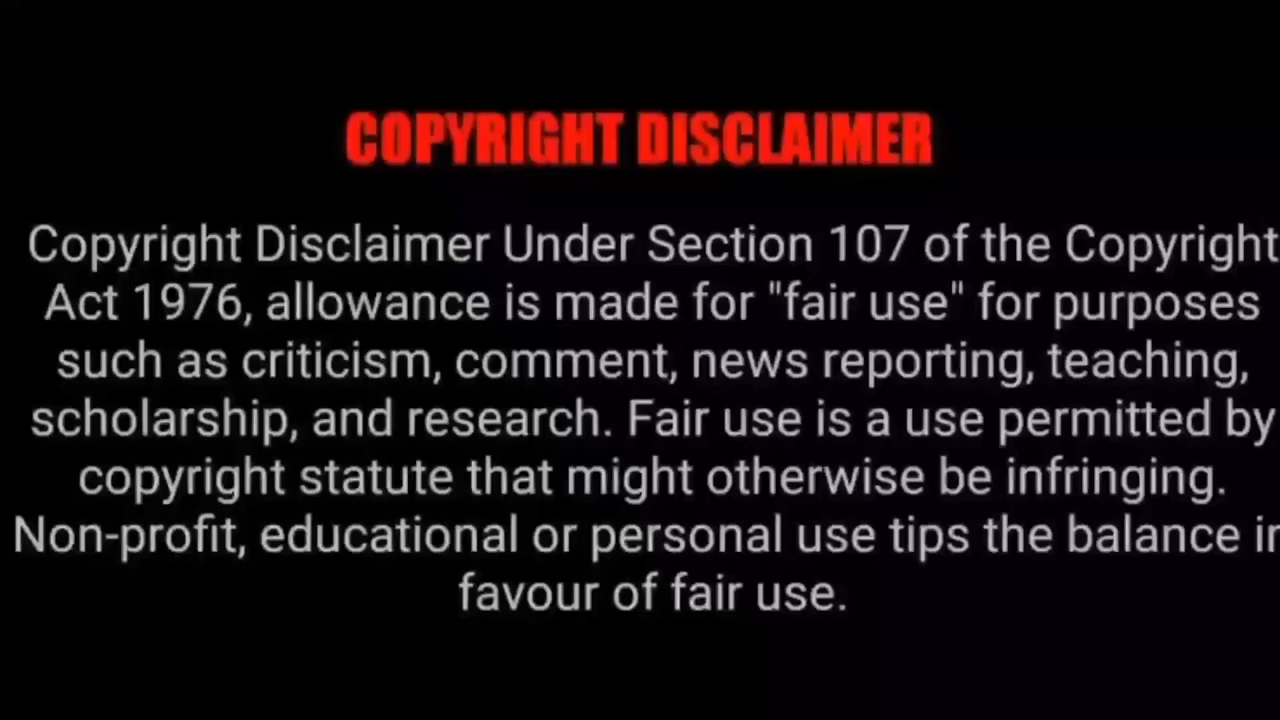 COPYRIGHT DISCLAIMER
Copyright Disclaimer Under Section 107 of the Copyright
Act 1976, allowance is made for "fair use" for purposes
such as criticism, comment, news reporting, teaching,
scholarship, and research. Fair use is a use permitted by
copyright statute that might otherwise be infringing.
Non-profit, educational or personal use tips the balance in
favour of fair use.